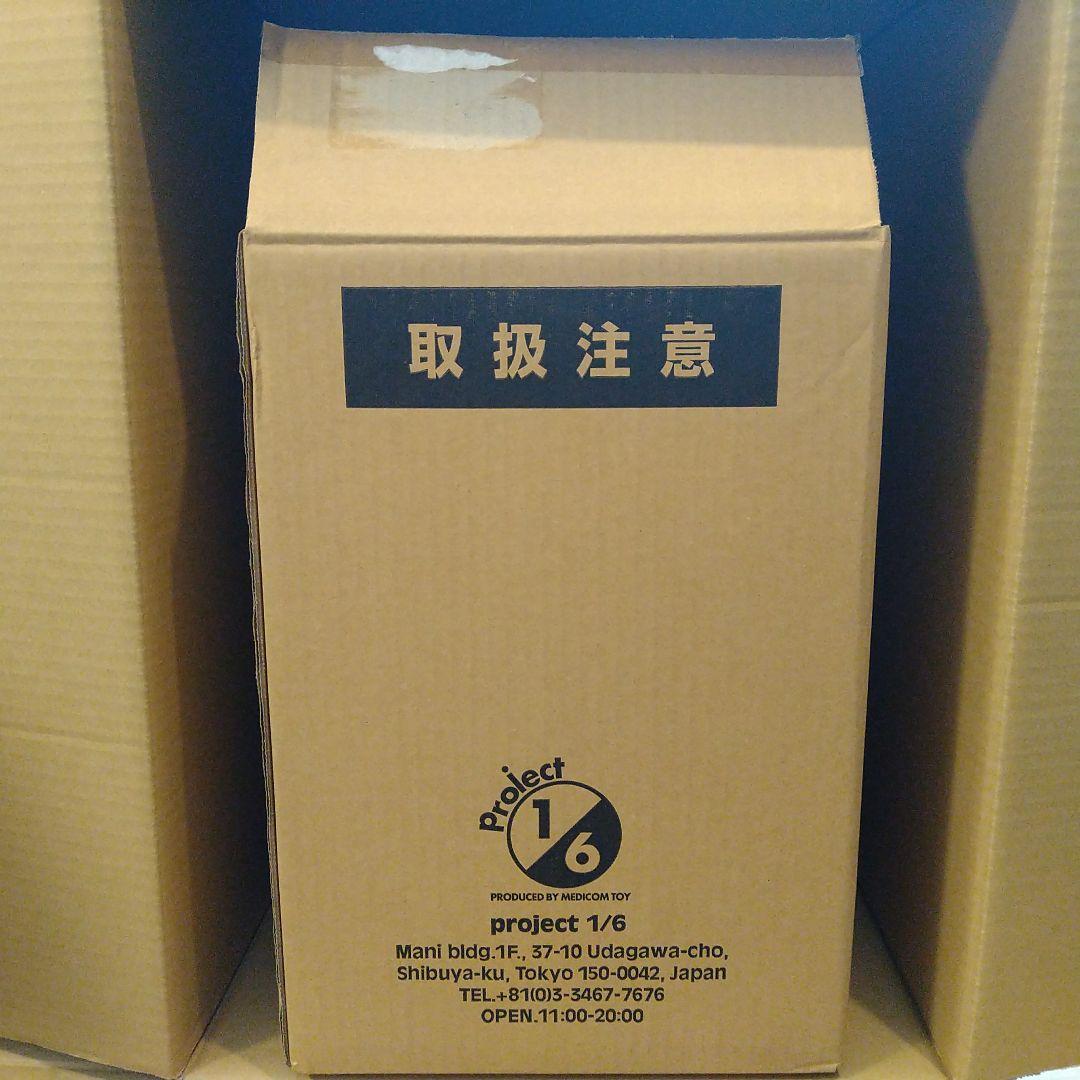 取扱注意
Project
1/6
PRODUCED BY MEDICOM TOY
project 1/6
Mani bldg.1F., 37-10 Udagawa-cho,
Shibuya-ku, Tokyo 150-0042, Japan
TEL.+81(0)3-3467-7676
OPEN.11:00-20:00